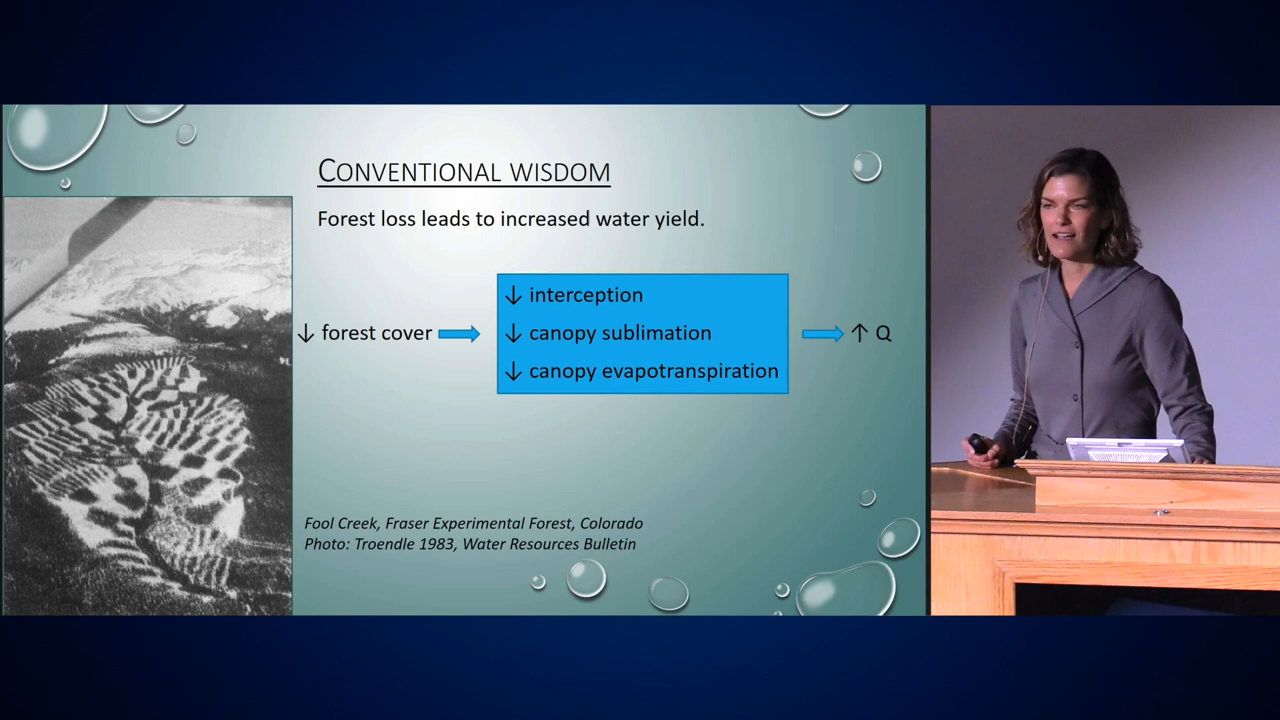 CONVENTIONAL WISDOM
Forest loss leads to increased water yield.
↓ forest cover
↓ interception
↓ canopy sublimation
↓ canopy evapotranspiration
↑ Q
Fool Creek, Fraser Experimental Forest, Colorado
Photo: Troendle 1983, Water Resources Bulletin